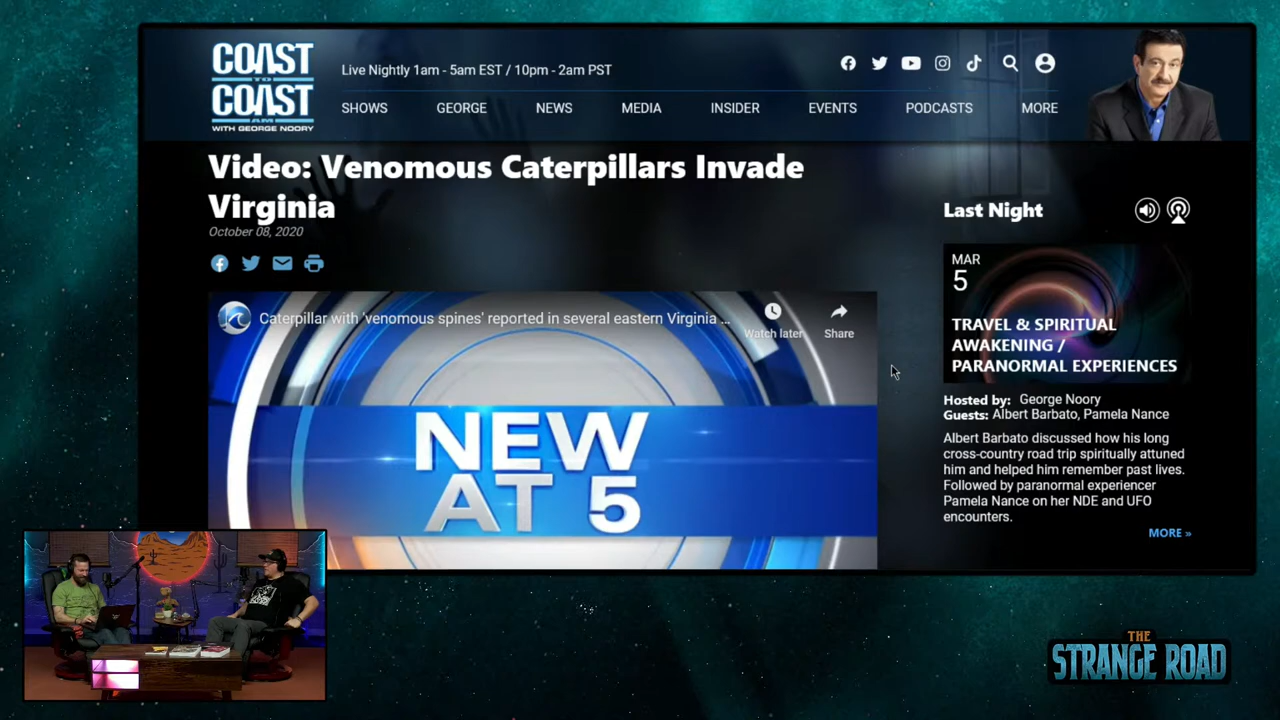 COAST
TO
COAST
AM
WITH GEORGE NOORY
Live Nightly 1am - 5am EST / 10pm - 2am PST
SHOWS GEORGE NEWS MEDIA INSIDER EVENTS PODCASTS MORE
Video: Venomous Caterpillars Invade
Virginia
October 08, 2020
Caterpillar with 'venomous spines' reported in several eastern Virginia ...
Watch later
Share
NEW
AT 5
Last Night
MAR
5
TRAVEL & SPIRITUAL
AWAKENING /
PARANORMAL EXPERIENCES
Hosted by: George Noory
Guests: Albert Barbato, Pamela Nance
Albert Barbato discussed how his long
cross-country road trip spiritually attuned
him and helped him remember past lives.
Followed by paranormal experiencer
Pamela Nance on her NDE and UFO
encounters.
MORE »
THE
STRANGE ROAD